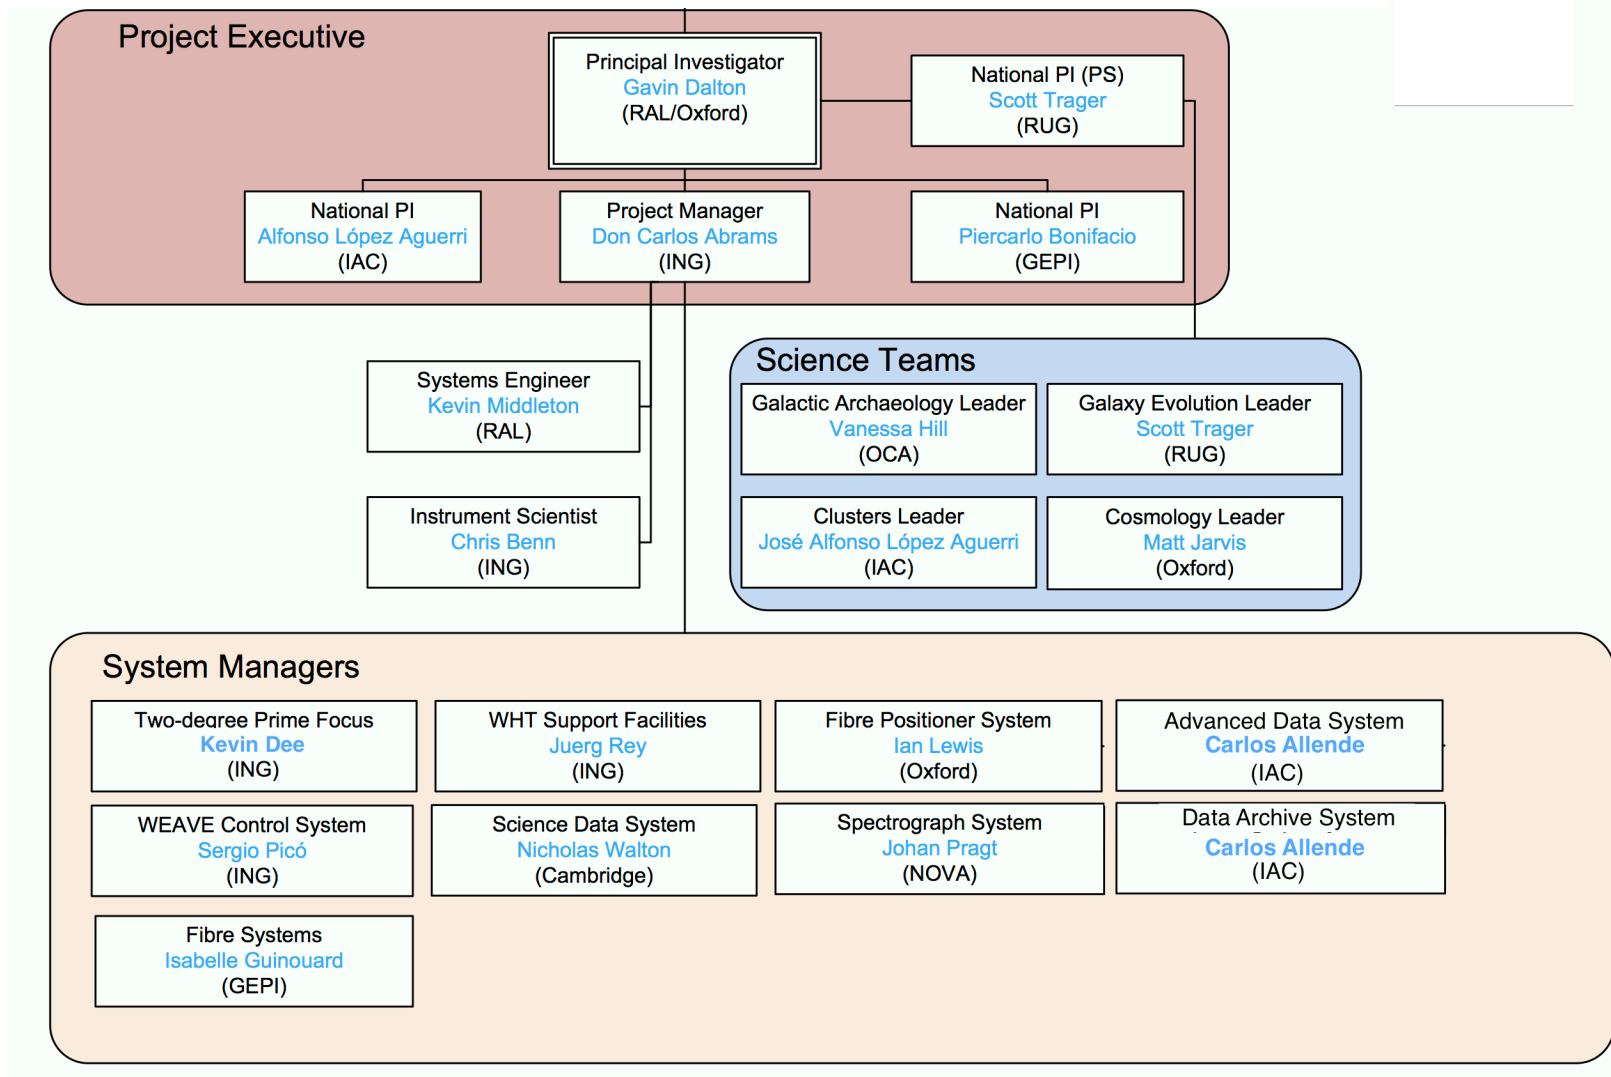 Project Executive
Principal Investigator
Gavin Dalton
(RAL/Oxford)
National PI (PS)
Scott Trager
(RUG)
National PI
Alfonso López Aguerri
(IAC)
Project Manager
Don Carlos Abrams
(ING)
National PI
Piercarlo Bonifacio
(GEPI)
Systems Engineer
Kevin Middleton
(RAL)
Instrument Scientist
Chris Benn
(ING)
Science Teams
Galactic Archaeology Leader
Vanessa Hill
(OCA)
Galaxy Evolution Leader
Scott Trager
(RUG)
Clusters Leader
José Alfonso López Aguerri
(IAC)
Cosmology Leader
Matt Jarvis
(Oxford)
System Managers
Two-degree Prime Focus
Kevin Dee
(ING)
WHT Support Facilities
Juerg Rey
(ING)
Fibre Positioner System
Ian Lewis
(Oxford)
Advanced Data System
Carlos Allende
(IAC)
WEAVE Control System
Sergio Picó
(ING)
Science Data System
Nicholas Walton
(Cambridge)
Spectrograph System
Johan Pragt
(NOVA)
Data Archive System
Carlos Allende
(IAC)
Fibre Systems
Isabelle Guinouard
(GEPI)